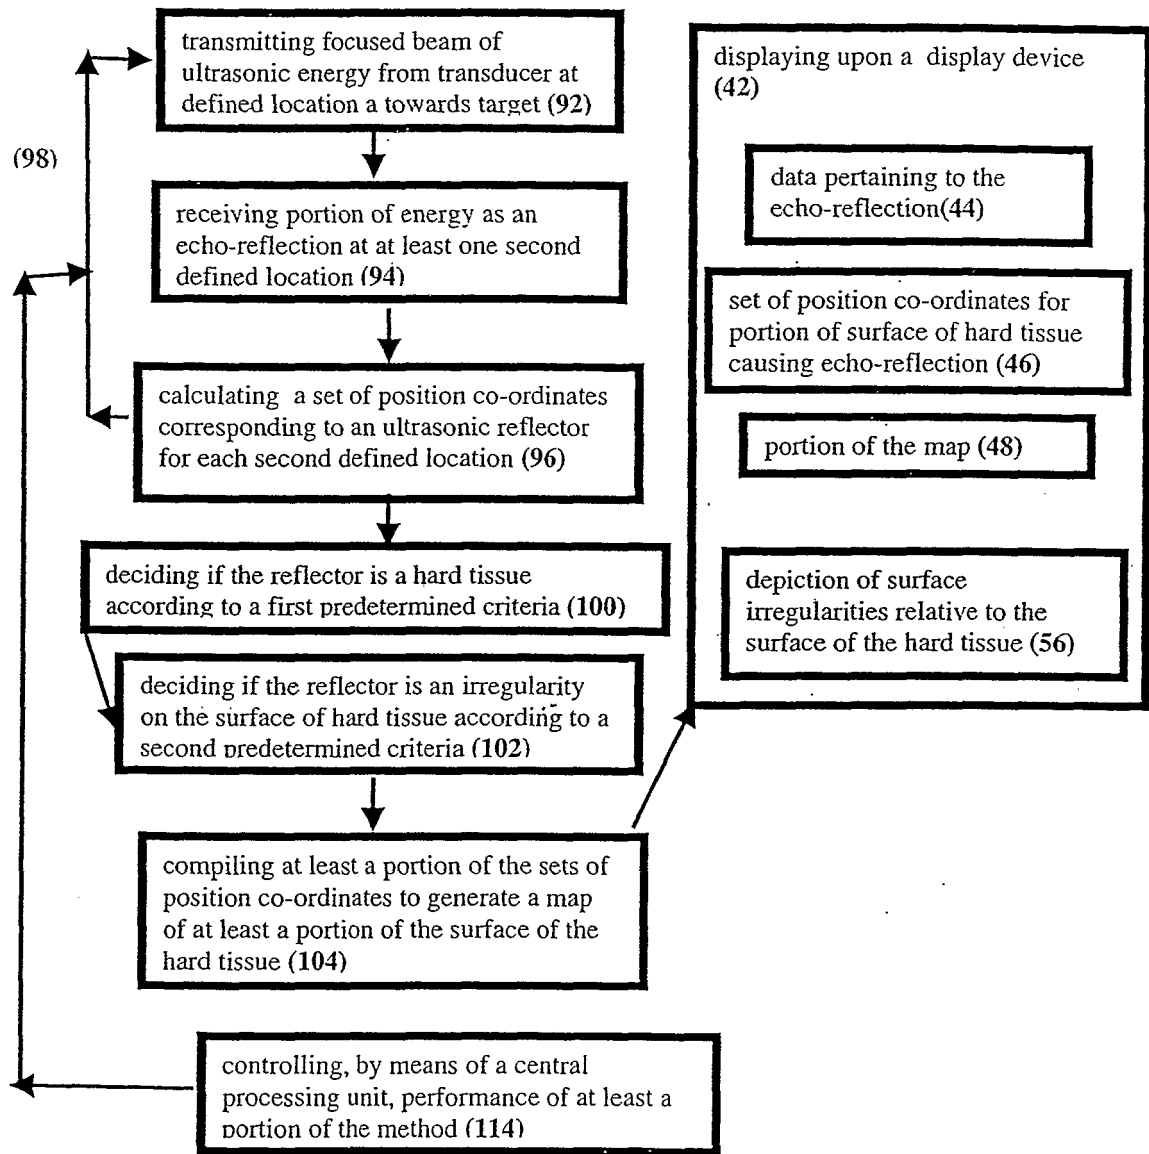 transmitting focused beam of
ultrasonic energy from transducer at
defined location a towards target (92)
(98)
receiving portion of energy as an
echo-reflection at at least one second
defined location (94)
calculating a set of position co-ordinates
corresponding to an ultrasonic reflector
for each second defined location (96)
deciding if the reflector is a hard tissue
according to a first predetermined criteria (100)
deciding if the reflector is an irregularity
on the surface of hard tissue according to a
second predetermined criteria (102)
compiling at least a portion of the sets of
position co-ordinates to generate a map
of at least a portion of the surface of the
hard tissue (104)
controlling, by means of a central
processing unit, performance of at least a
portion of the method (114)
displaying upon a display device
(42)
data pertaining to the
echo-reflection(44)
set of position co-ordinates for
portion of surface of hard tissue
causing echo-reflection (46)
portion of the map (48)
depiction of surface
irregularities relative to the
surface of the hard tissue (56)